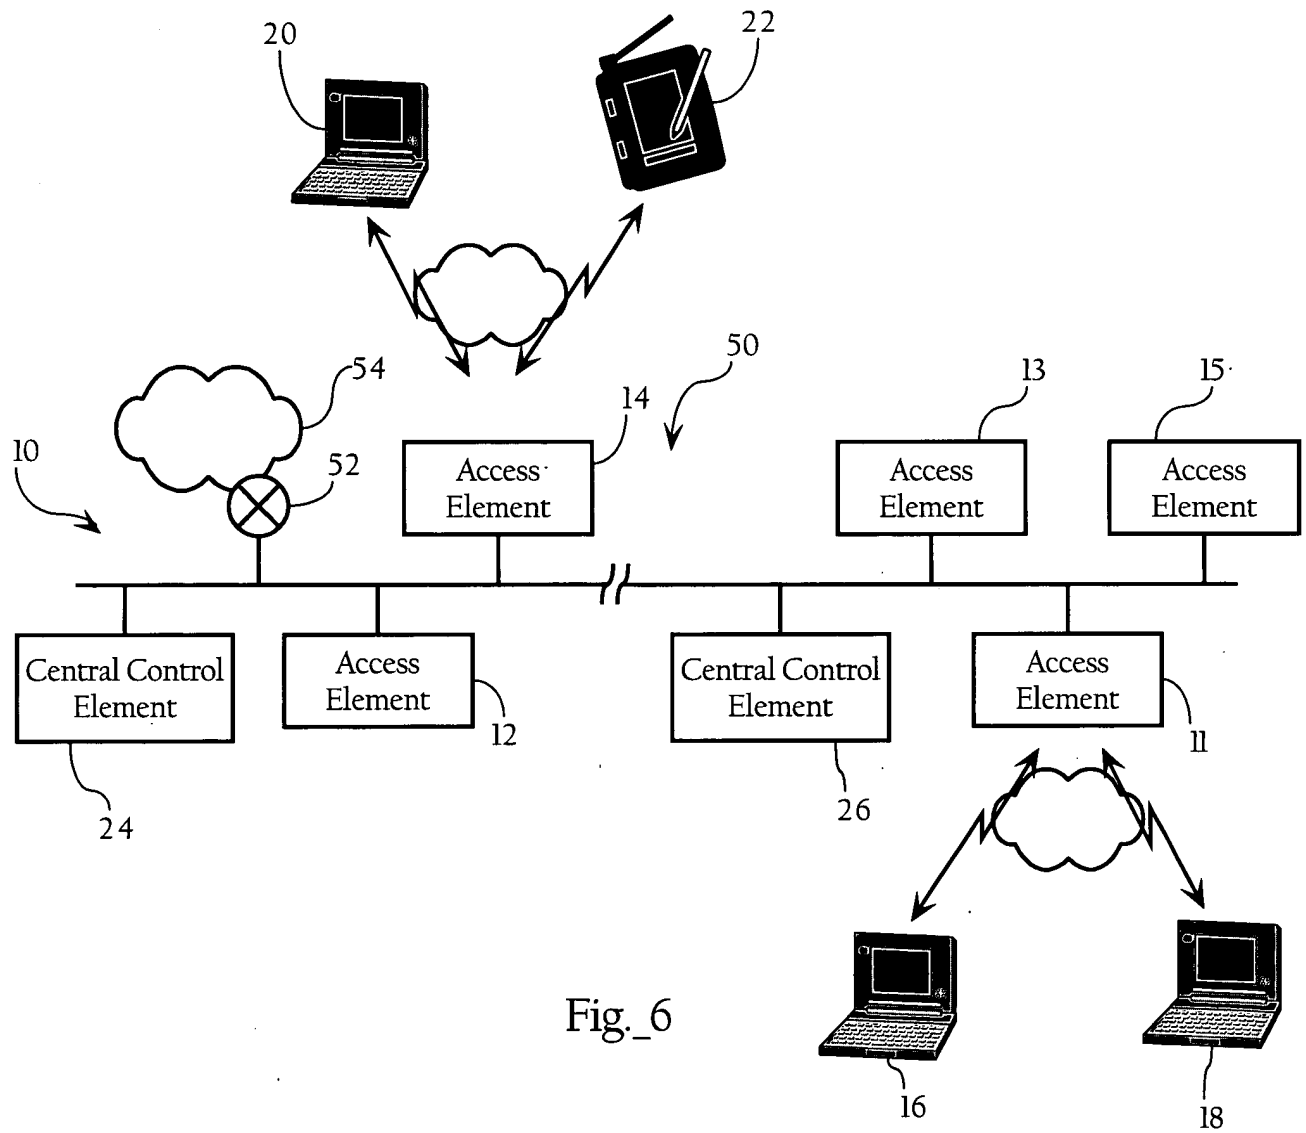 20
22
54
50
13
15
14
10
52
Access
Element
Access
Element
Access
Element
Central Control
Element
Access
Element
Central Control
Element
Access
Element
12
11
24
26
Fig._6
16
18